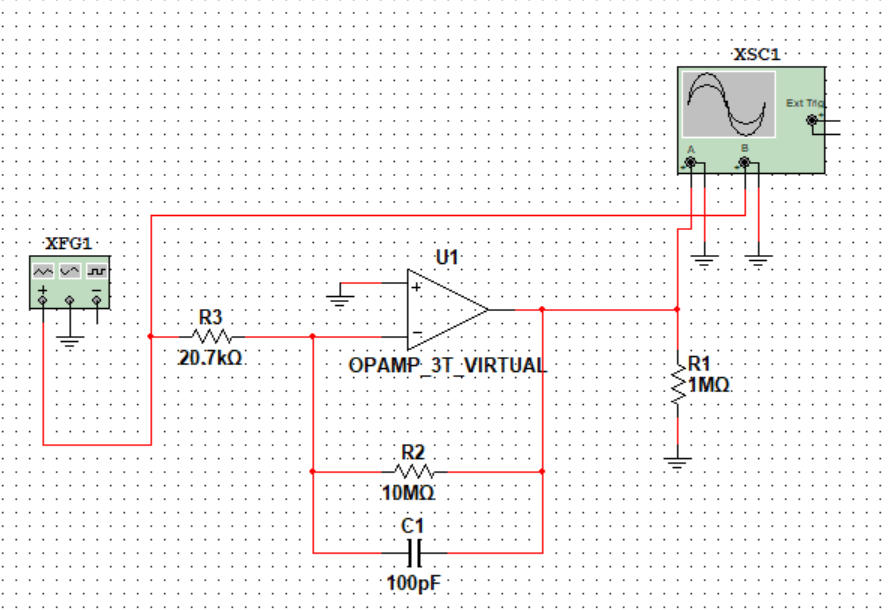 XSC1
Ext Trig
+
A
B
+
+
XFG1
+
−
U1
+
−
R3
20.7kΩ
OPAMP_3T_VIRTUAL
R1
1MΩ
R2
10MΩ
C1
100pF